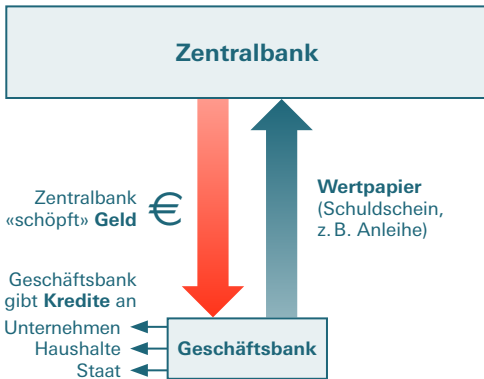 Zentralbank
Zentralbank
«schöpft» Geld
€
Wertpapier
(Schuldschein,
z. B. Anleihe)
Geschäftsbank
gibt Kredite an
Unternehmen
Haushalte
Staat
Geschäftsbank